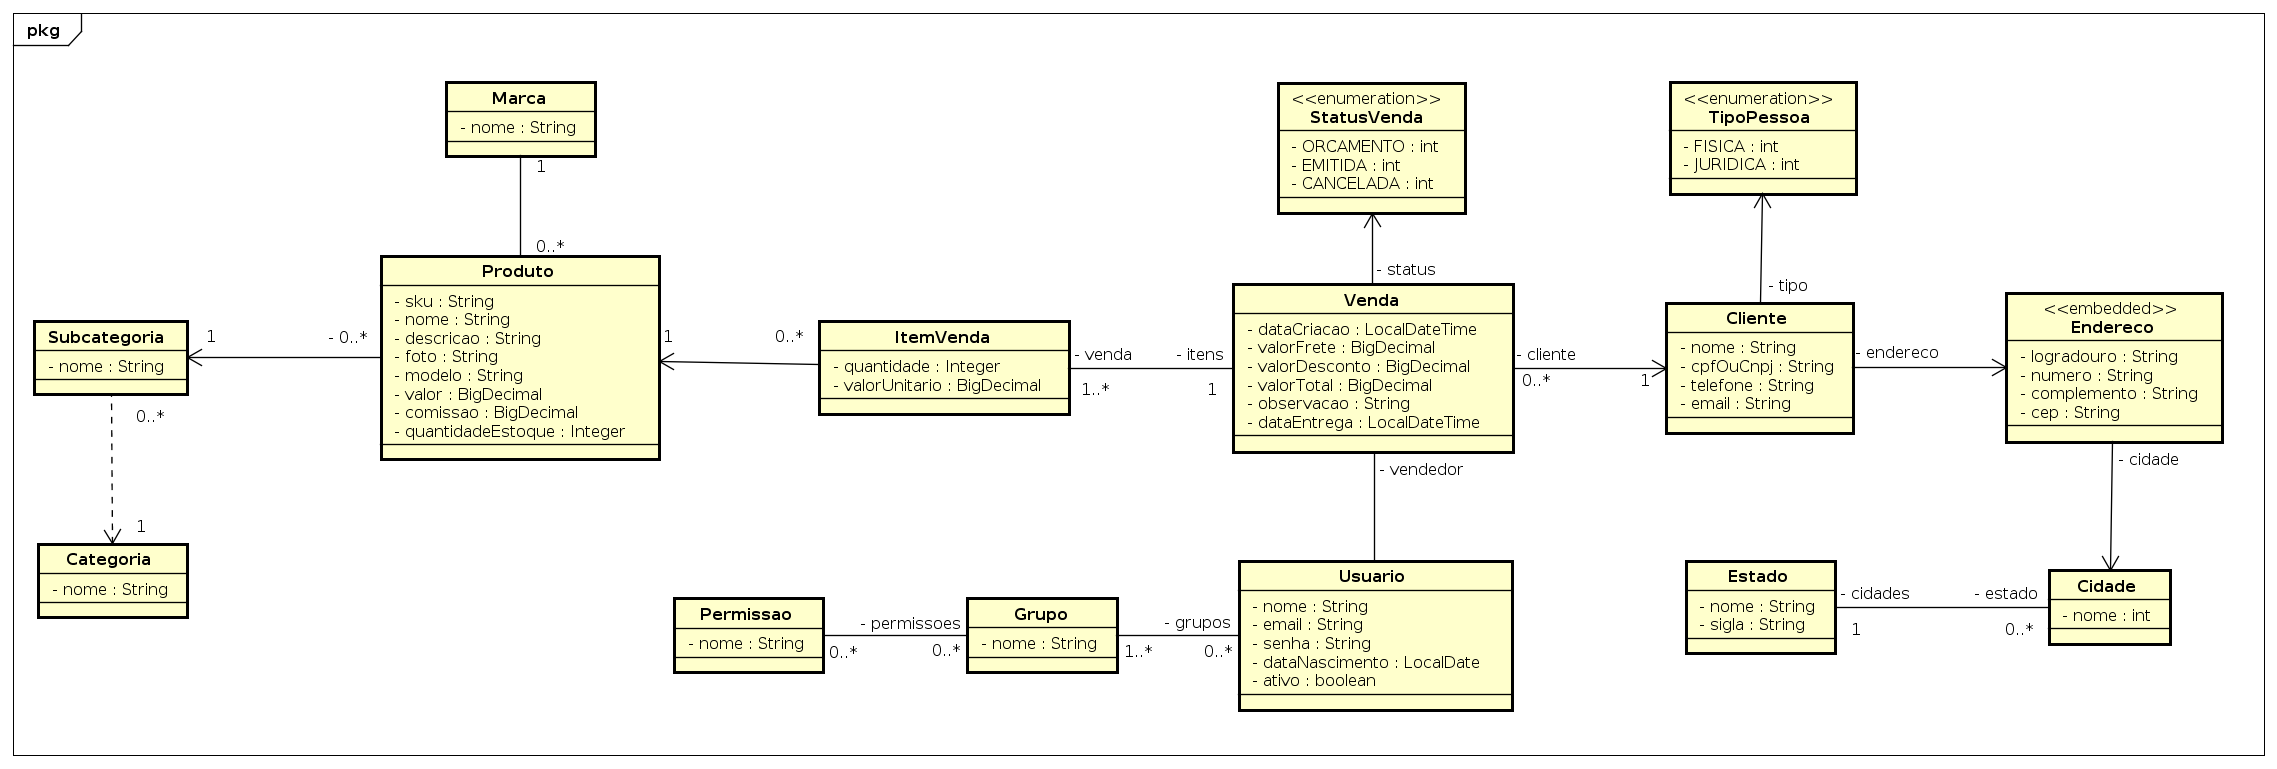 pkg
Marca
- nome : String
1
0..*
Produto
- sku : String
- nome : String
- descricao : String
- foto : String
- modelo : String
- valor : BigDecimal
- comissao : BigDecimal
- quantidadeEstoque : Integer
Subcategoria
- nome : String
1
- 0..*
0..*
1
Categoria
- nome : String
1
0..*
ItemVenda
- quantidade : Integer
- valorUnitario : BigDecimal
- venda
- itens
1..*
1
<<enumeration>>
StatusVenda
- ORCAMENTO : int
- EMITIDA : int
- CANCELADA : int
- status
Venda
- dataCriacao : LocalDateTime
- valorFrete : BigDecimal
- valorDesconto : BigDecimal
- valorTotal : BigDecimal
- observacao : String
- dataEntrega : LocalDateTime
- cliente
0..*
1
<<enumeration>>
TipoPessoa
- FISICA : int
- JURIDICA : int
- tipo
Cliente
- nome : String
- cpfOuCnpj : String
- telefone : String
- email : String
- endereco
<<embedded>>
Endereco
- logradouro : String
- numero : String
- complemento : String
- cep : String
- cidade
- vendedor
Permissao
- nome : String
- permissoes
0..*
0..*
Grupo
- nome : String
- grupos
1..*
0..*
Usuario
- nome : String
- email : String
- senha : String
- dataNascimento : LocalDate
- ativo : boolean
Estado
- nome : String
- sigla : String
- cidades
- estado
1
0..*
Cidade
- nome : int